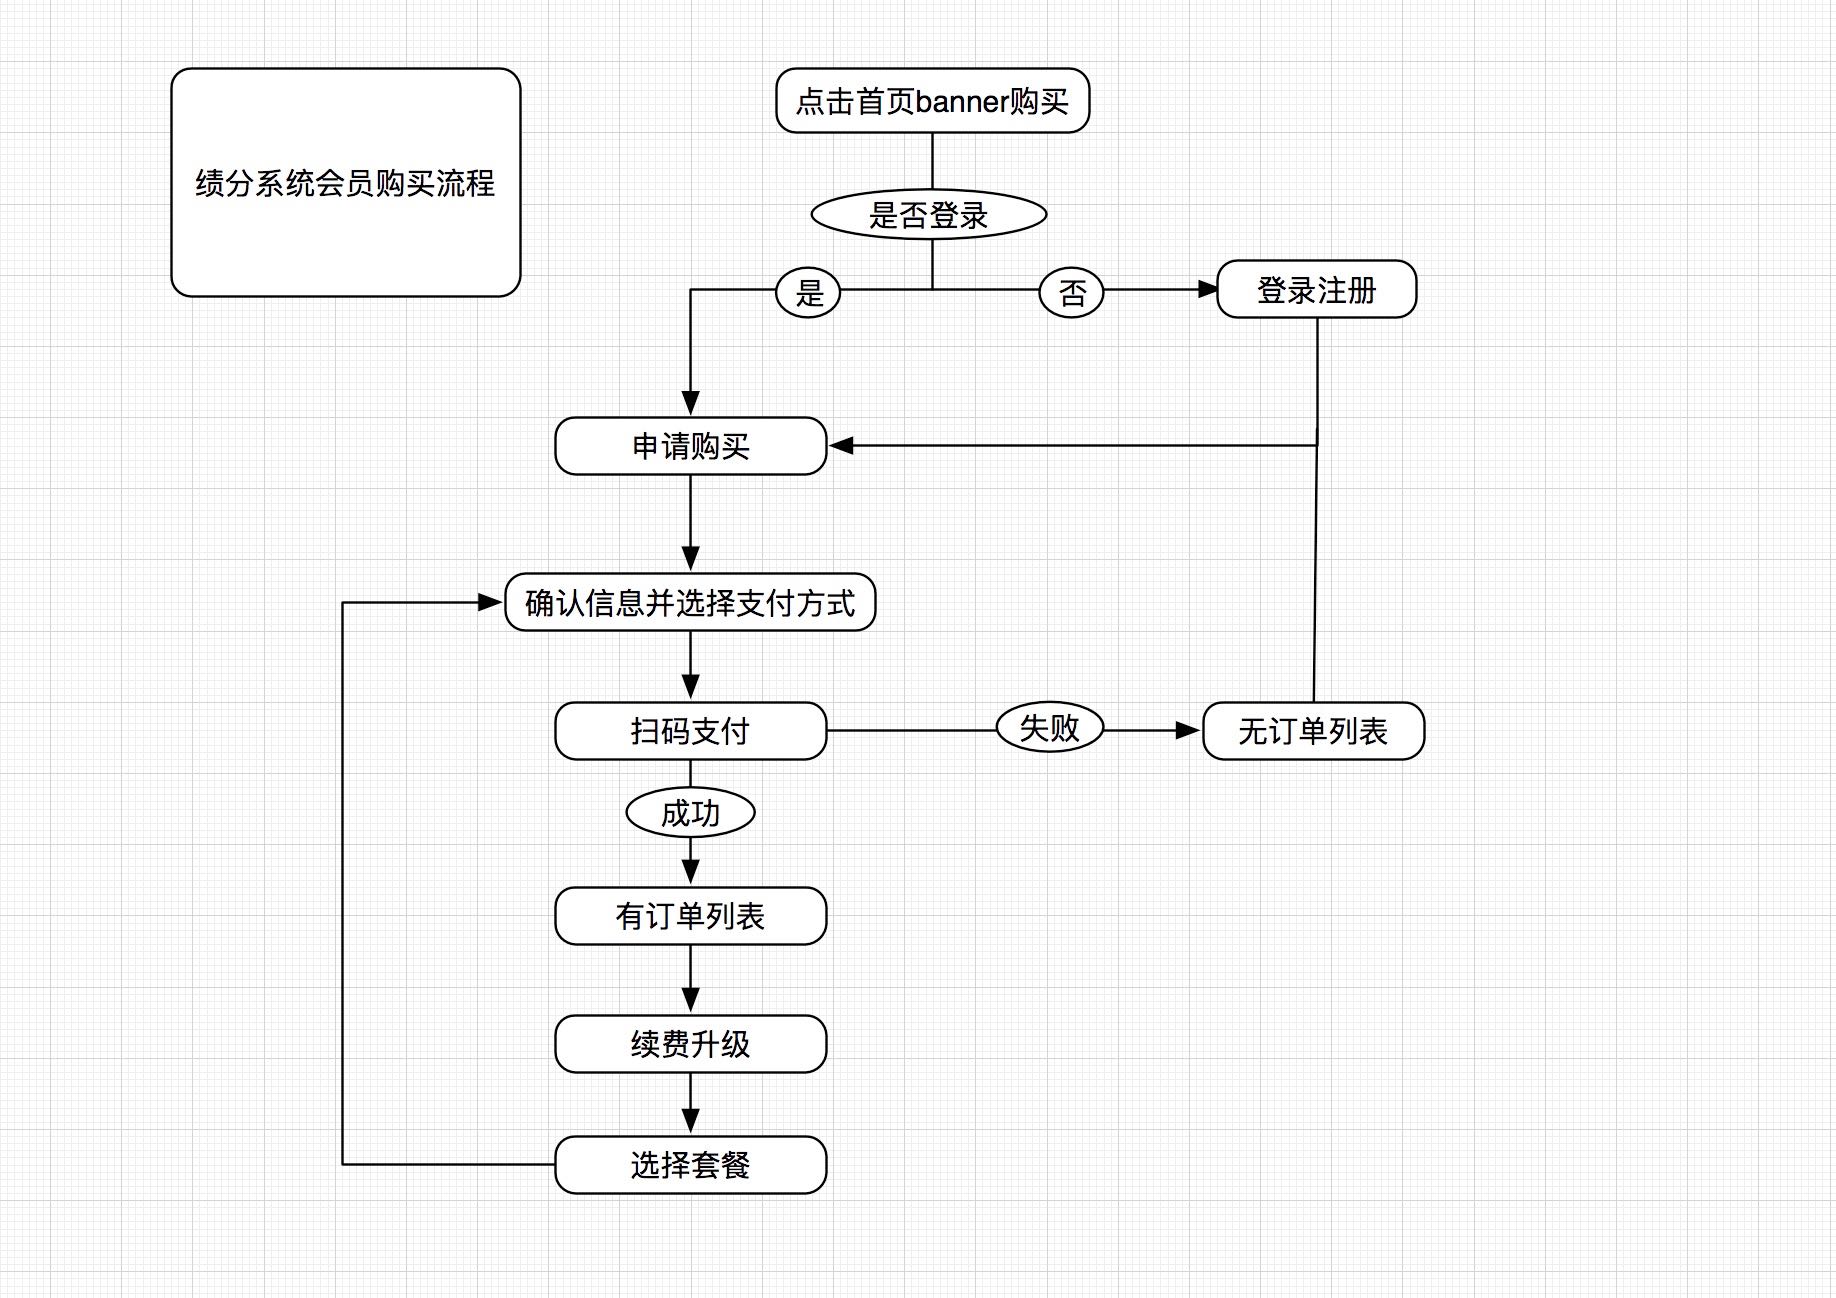 绩分系统会员购买流程
点击首页banner购买
是否登录
是
否
登录注册
申请购买
确认信息并选择支付方式
扫码支付
失败
无订单列表
成功
有订单列表
续费升级
选择套餐